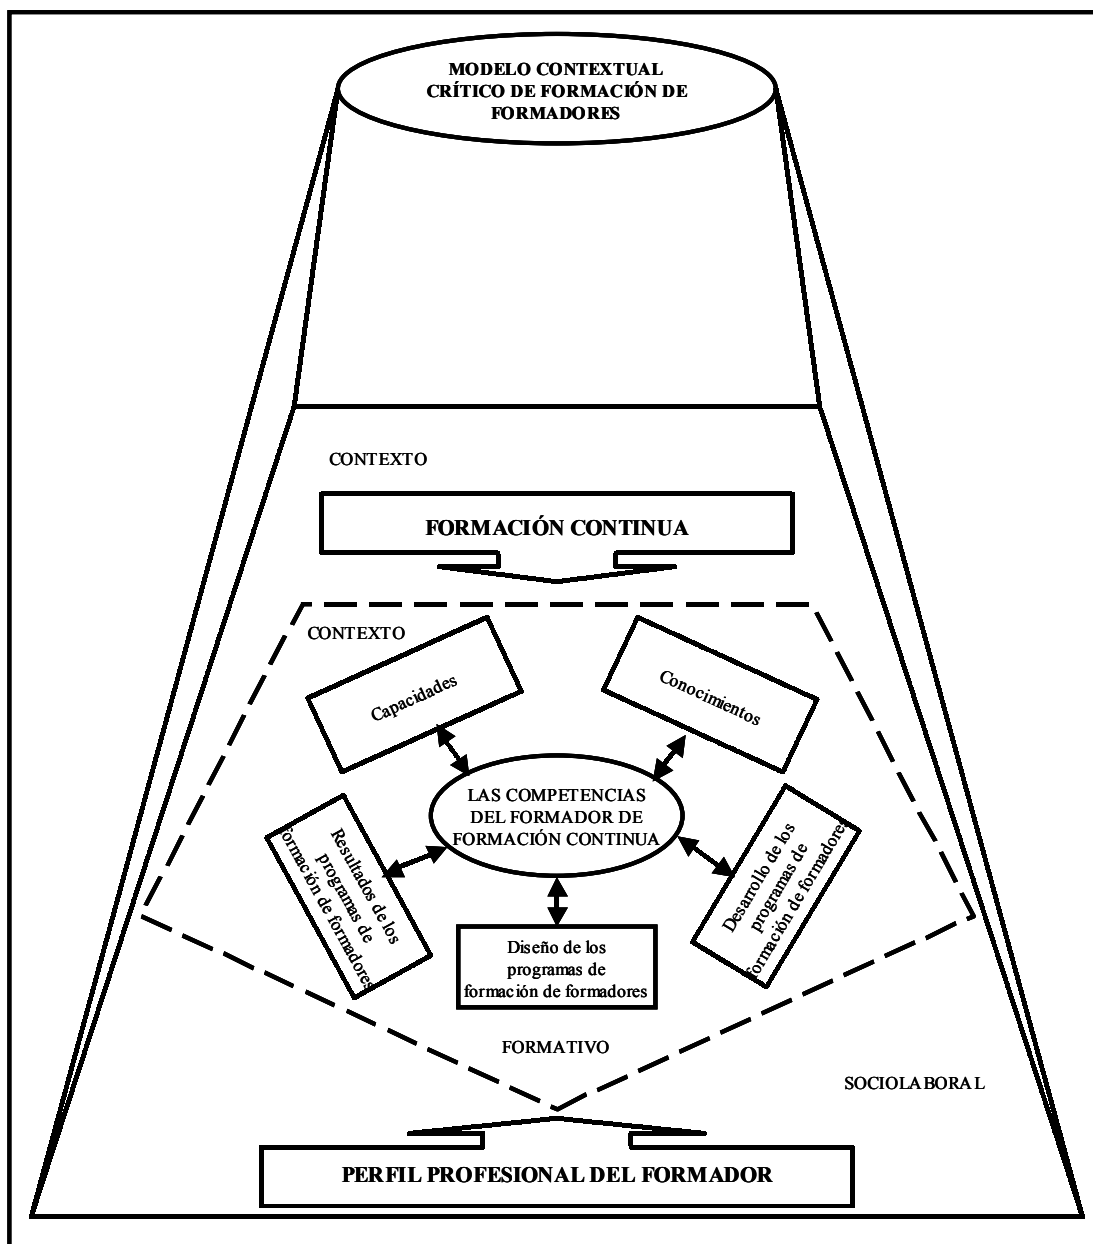 MODELO CONTEXTUAL
CRÍTICO DE FORMACIÓN DE
FORMADORES
CONTEXTO
FORMACIÓN CONTINUA
CONTEXTO
Capacidades
Conocimientos
LAS COMPETENCIAS
DEL FORMADOR DE
FORMACIÓN CONTINUA
Resultados de los
programas de
formación de formadores
Desarrollo de los
programas de
formación de formadores
Diseño de los
programas de
formación de formadores
FORMATIVO
SOCIOLABORAL
PERFIL PROFESIONAL DEL FORMADOR